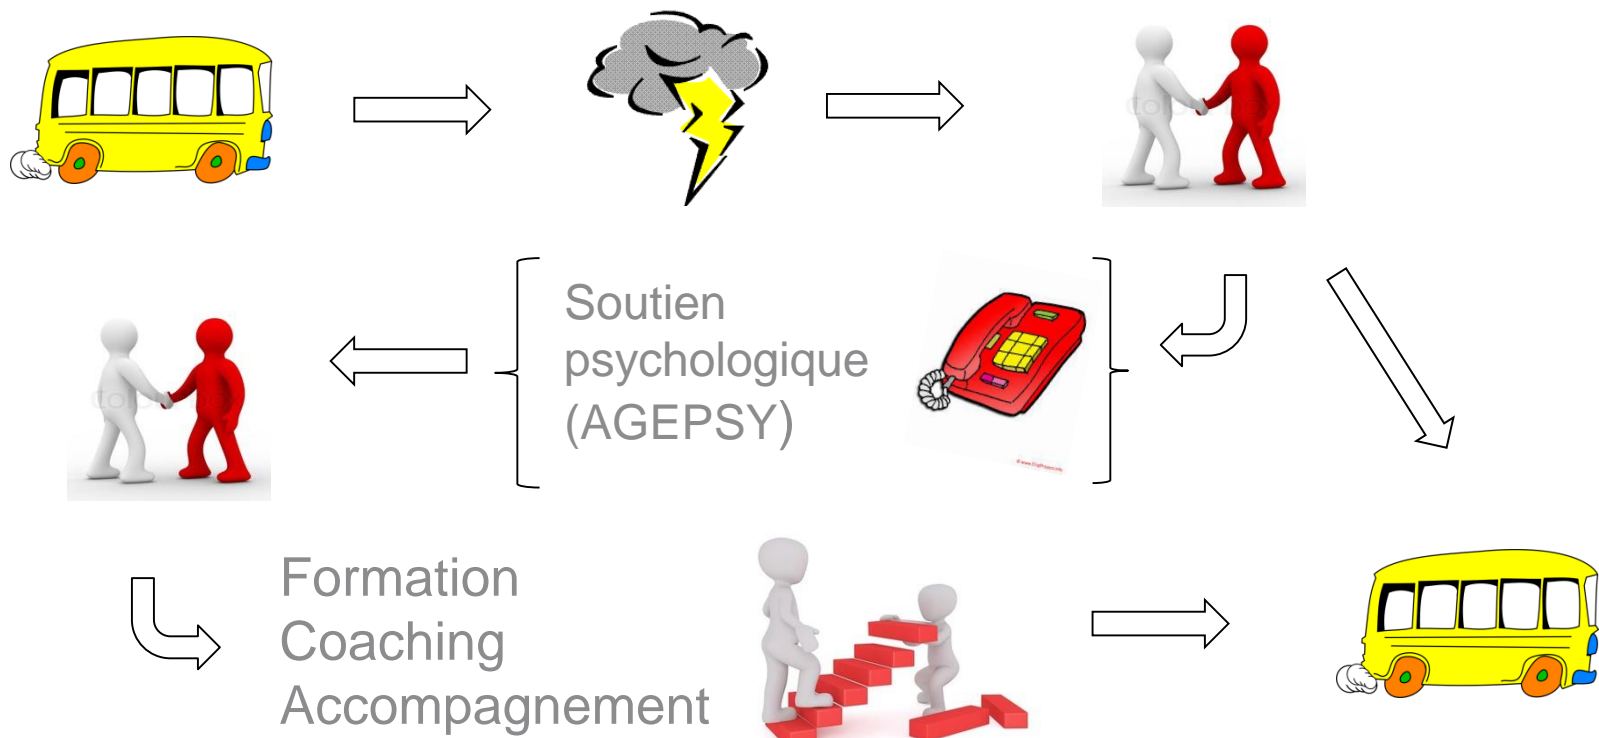 Soutien
psychologique
(AGEPSY)
Formation
Coaching
Accompagnement